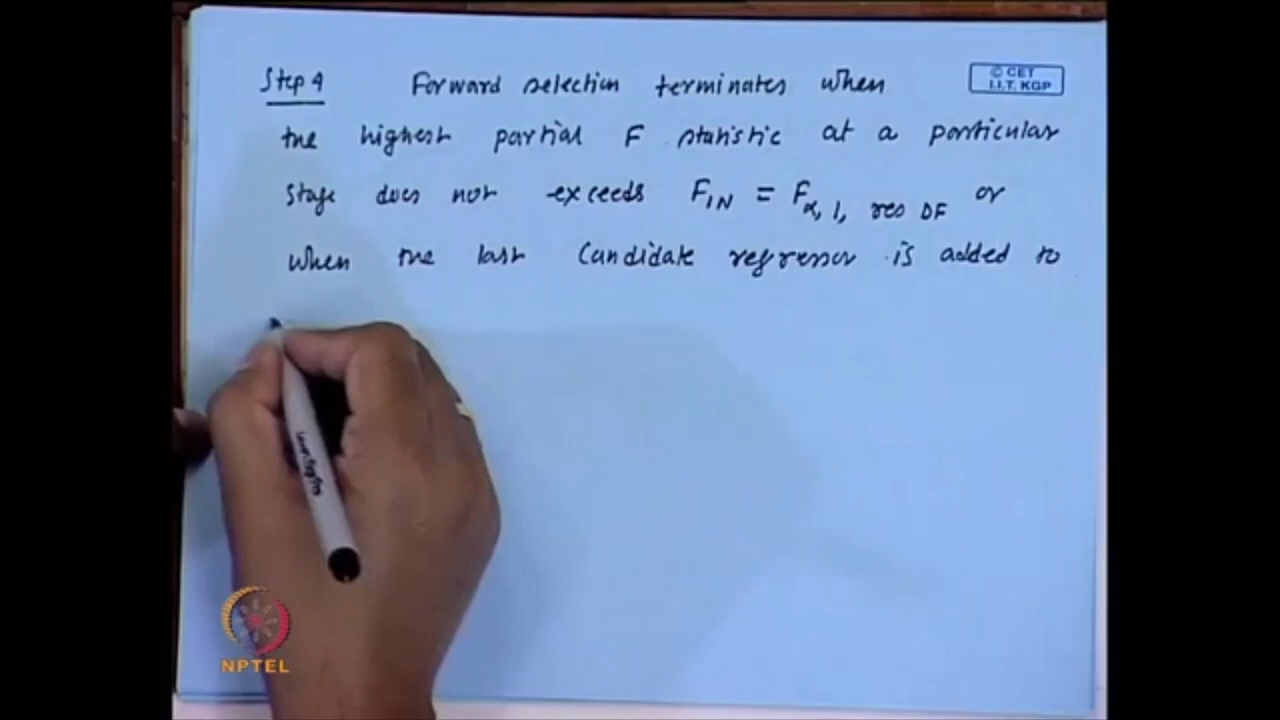 Step 4 Forward selection terminates when
© CET
I.I.T. KGP
the highest partial F statistic at a particular
stage does not exceeds F_IN = F_α, 1, res DF or
when the last candidate regressor is added to
NPTEL